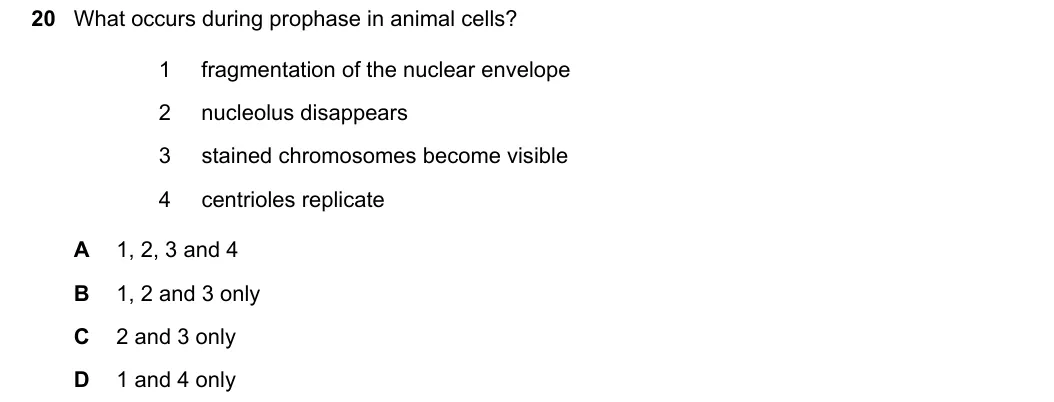 20 What occurs during prophase in animal cells?
1 fragmentation of the nuclear envelope
2 nucleolus disappears
3 stained chromosomes become visible
4 centrioles replicate
A 1, 2, 3 and 4
B 1, 2 and 3 only
C 2 and 3 only
D 1 and 4 only